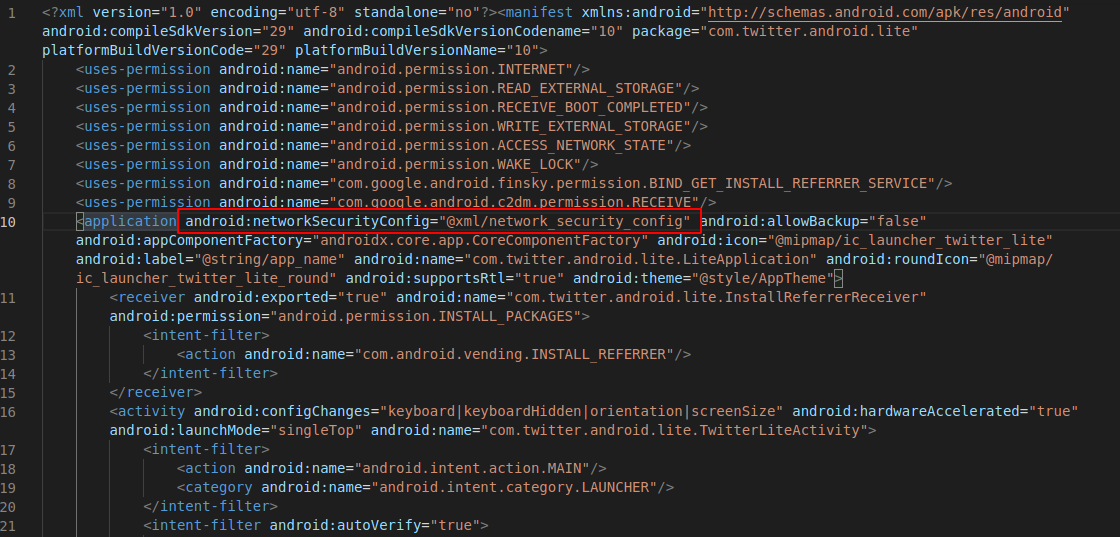 1 <?xml version="1.0" encoding="utf-8" standalone="no"?><manifest xmlns:android="http://schemas.android.com/apk/res/android"
android:compileSdkVersion="29" android:compileSdkVersionCodename="10" package="com.twitter.android.lite"
platformBuildVersionCode="29" platformBuildVersionName="10">
2 <uses-permission android:name="android.permission.INTERNET"/>
3 <uses-permission android:name="android.permission.READ_EXTERNAL_STORAGE"/>
4 <uses-permission android:name="android.permission.RECEIVE_BOOT_COMPLETED"/>
5 <uses-permission android:name="android.permission.WRITE_EXTERNAL_STORAGE"/>
6 <uses-permission android:name="android.permission.ACCESS_NETWORK_STATE"/>
7 <uses-permission android:name="android.permission.WAKE_LOCK"/>
8 <uses-permission android:name="com.google.android.finsky.permission.BIND_GET_INSTALL_REFERRER_SERVICE"/>
9 <uses-permission android:name="com.google.android.c2dm.permission.RECEIVE"/>
10 <application android:networkSecurityConfig="@xml/network_security_config" android:allowBackup="false"
android:appComponentFactory="androidx.core.app.CoreComponentFactory" android:icon="@mipmap/ic_launcher_twitter_lite"
android:label="@string/app_name" android:name="com.twitter.android.lite.LiteApplication" android:roundIcon="@mipmap/
ic_launcher_twitter_lite_round" android:supportsRtl="true" android:theme="@style/AppTheme">
11 <receiver android:exported="true" android:name="com.twitter.android.lite.InstallReferrerReceiver"
android:permission="android.permission.INSTALL_PACKAGES">
12 <intent-filter>
13 <action android:name="com.android.vending.INSTALL_REFERRER"/>
14 </intent-filter>
15 </receiver>
16 <activity android:configChanges="keyboard|keyboardHidden|orientation|screenSize" android:hardwareAccelerated="true"
android:launchMode="singleTop" android:name="com.twitter.android.lite.TwitterLiteActivity">
17 <intent-filter>
18 <action android:name="android.intent.action.MAIN"/>
19 <category android:name="android.intent.category.LAUNCHER"/>
20 </intent-filter>
21 <intent-filter android:autoVerify="true">